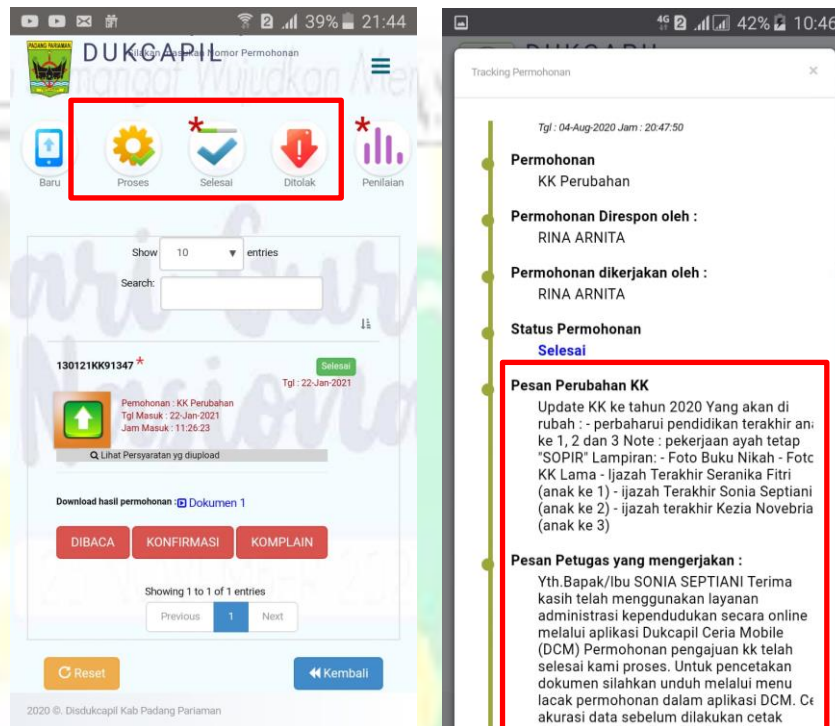 39% 21:44
PADANG PARIAMAN
DUKCAPIL
Silakan masukan Nomor Permohonan
Baru
Proses
Selesai
Ditolak
Penilaian
Show 10 entries
Search:
130121KK91347 *
Selesai
Tgl : 22-Jan-2021
Pemohonan : KK Perubahan
Tgl Masuk : 22-Jan-2021
Jam Masuk : 11:26:23
Lihat Persyaratan yg diupload
Download hasil permohonan : Dokumen 1
DIBACA
KONFIRMASI
KOMPLAIN
Showing 1 to 1 of 1 entries
Previous 1 Next
Reset
Kembali
2020 ©. Disdukcapil Kab Padang Pariaman
4G 2 42% 10:46
Tracking Permohonan ×
Tgl : 04-Aug-2020 Jam : 20:47:50
Permohonan
KK Perubahan
Permohonan Direspon oleh :
RINA ARNITA
Permohonan dikerjakan oleh :
RINA ARNITA
Status Permohonan
Selesai
Pesan Perubahan KK
Update KK ke tahun 2020 Yang akan di
rubah : - perbaharui pendidikan terakhir ana
ke 1, 2 dan 3 Note : pekerjaan ayah tetap
"SOPIR" Lampiran: - Foto Buku Nikah - Foto
KK Lama - Ijazah Terakhir Seranika Fitri
(anak ke 1) - ijazah Terakhir Sonia Septiani
(anak ke 2) - ijazah terakhir Kezia Novebria
(anak ke 3)
Pesan Petugas yang mengerjakan :
Yth.Bapak/Ibu SONIA SEPTIANI Terima
kasih telah menggunakan layanan
administrasi kependudukan secara online
melalui aplikasi Dukcapil Ceria Mobile
(DCM) Permohonan pengajuan kk telah
selesai kami proses. Untuk pencetakan
dokumen silahkan unduh melalui menu
lacak permohonan dalam aplikasi DCM. Ce
akurasi data sebelum dilakukan cetak